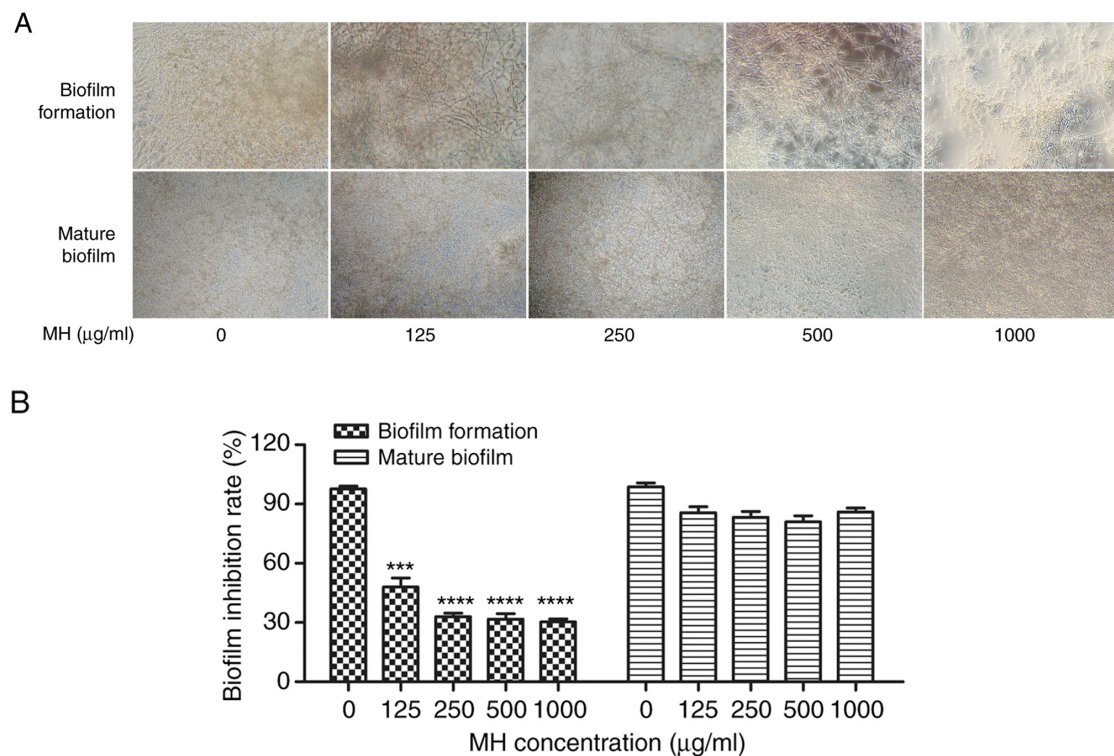 A
Biofilm
formation
Mature
biofilm
MH (μg/ml) 0 125 250 500 1000
B
Biofilm formation
Mature biofilm
Biofilm inhibition rate (%)
120
90
60
30
0
*** **** **** ****
0 125 250 500 1000 0 125 250 500 1000
MH concentration (μg/ml)